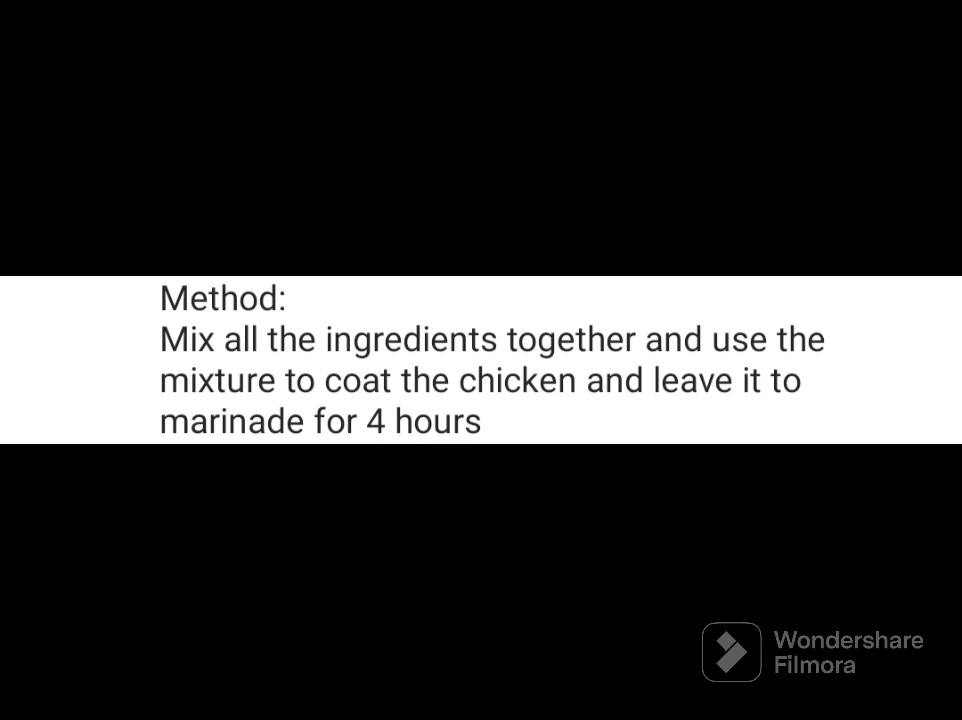 Method:
Mix all the ingredients together and use the
mixture to coat the chicken and leave it to
marinade for 4 hours
Wondershare
Filmora